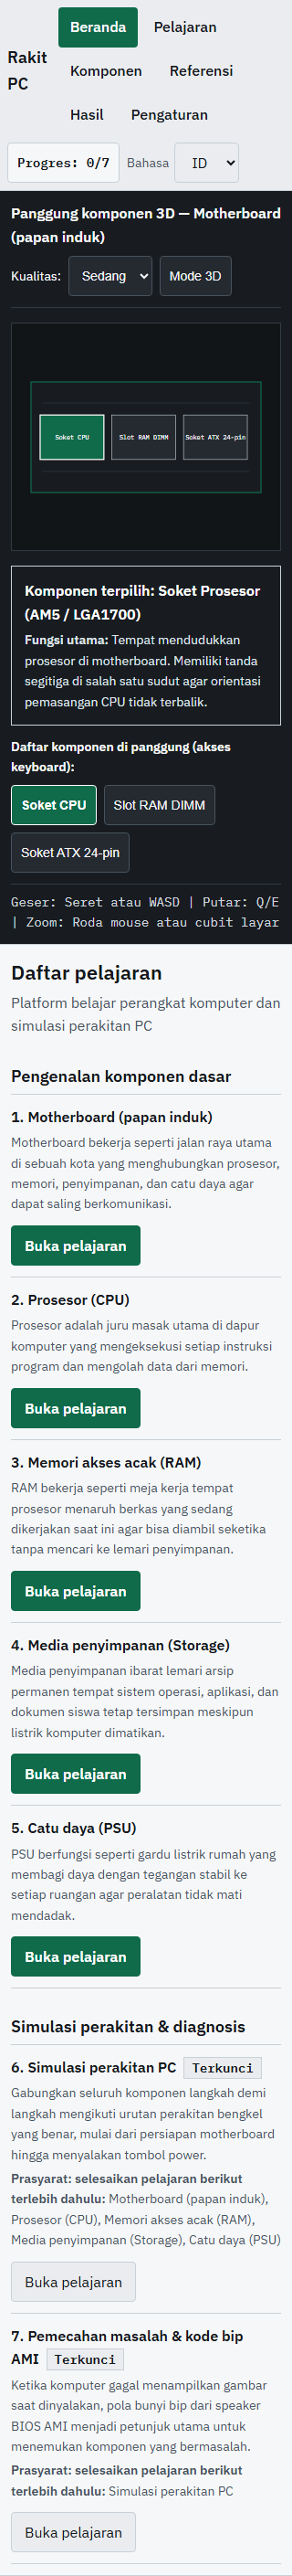 Rakit
PC
Beranda
Pelajaran
Komponen
Referensi
Hasil
Pengaturan
Progres: 0/7
Bahasa
ID
Panggung komponen 3D — Motherboard
(papan induk)
Kualitas:
Sedang
Mode 3D
Soket CPU
Slot RAM DIMM
Soket ATX 24-pin
Komponen terpilih: Soket Prosesor
(AM5 / LGA1700)
Fungsi utama: Tempat mendudukkan
prosesor di motherboard. Memiliki tanda
segitiga di salah satu sudut agar orientasi
pemasangan CPU tidak terbalik.
Daftar komponen di panggung (akses
keyboard):
Soket CPU
Slot RAM DIMM
Soket ATX 24-pin
Geser: Seret atau WASD | Putar: Q/E
| Zoom: Roda mouse atau cubit layar
Daftar pelajaran
Platform belajar perangkat komputer dan
simulasi perakitan PC
Pengenalan komponen dasar
1. Motherboard (papan induk)
Motherboard bekerja seperti jalan raya utama
di sebuah kota yang menghubungkan prosesor,
memori, penyimpanan, dan catu daya agar
dapat saling berkomunikasi.
Buka pelajaran
2. Prosesor (CPU)
Prosesor adalah juru masak utama di dapur
komputer yang mengeksekusi setiap instruksi
program dan mengolah data dari memori.
Buka pelajaran
3. Memori akses acak (RAM)
RAM bekerja seperti meja kerja tempat
prosesor menaruh berkas yang sedang
dikerjakan saat ini agar bisa diambil seketika
tanpa mencari ke lemari penyimpanan.
Buka pelajaran
4. Media penyimpanan (Storage)
Media penyimpanan ibarat lemari arsip
permanen tempat sistem operasi, aplikasi, dan
dokumen siswa tetap tersimpan meskipun
listrik komputer dimatikan.
Buka pelajaran
5. Catu daya (PSU)
PSU berfungsi seperti gardu listrik rumah yang
membagi daya dengan tegangan stabil ke
setiap ruangan agar peralatan tidak mati
mendadak.
Buka pelajaran
Simulasi perakitan & diagnosis
6. Simulasi perakitan PC Terkunci
Gabungkan seluruh komponen langkah demi
langkah mengikuti urutan perakitan bengkel
yang benar, mulai dari persiapan motherboard
hingga menyalakan tombol power.
Prasyarat: selesaikan pelajaran berikut
terlebih dahulu: Motherboard (papan induk),
Prosesor (CPU), Memori akses acak (RAM),
Media penyimpanan (Storage), Catu daya (PSU)
Buka pelajaran
7. Pemecahan masalah & kode bip
AMI Terkunci
Ketika komputer gagal menampilkan gambar
saat dinyalakan, pola bunyi bip dari speaker
BIOS AMI menjadi petunjuk utama untuk
menemukan komponen yang bermasalah.
Prasyarat: selesaikan pelajaran berikut
terlebih dahulu: Simulasi perakitan PC
Buka pelajaran